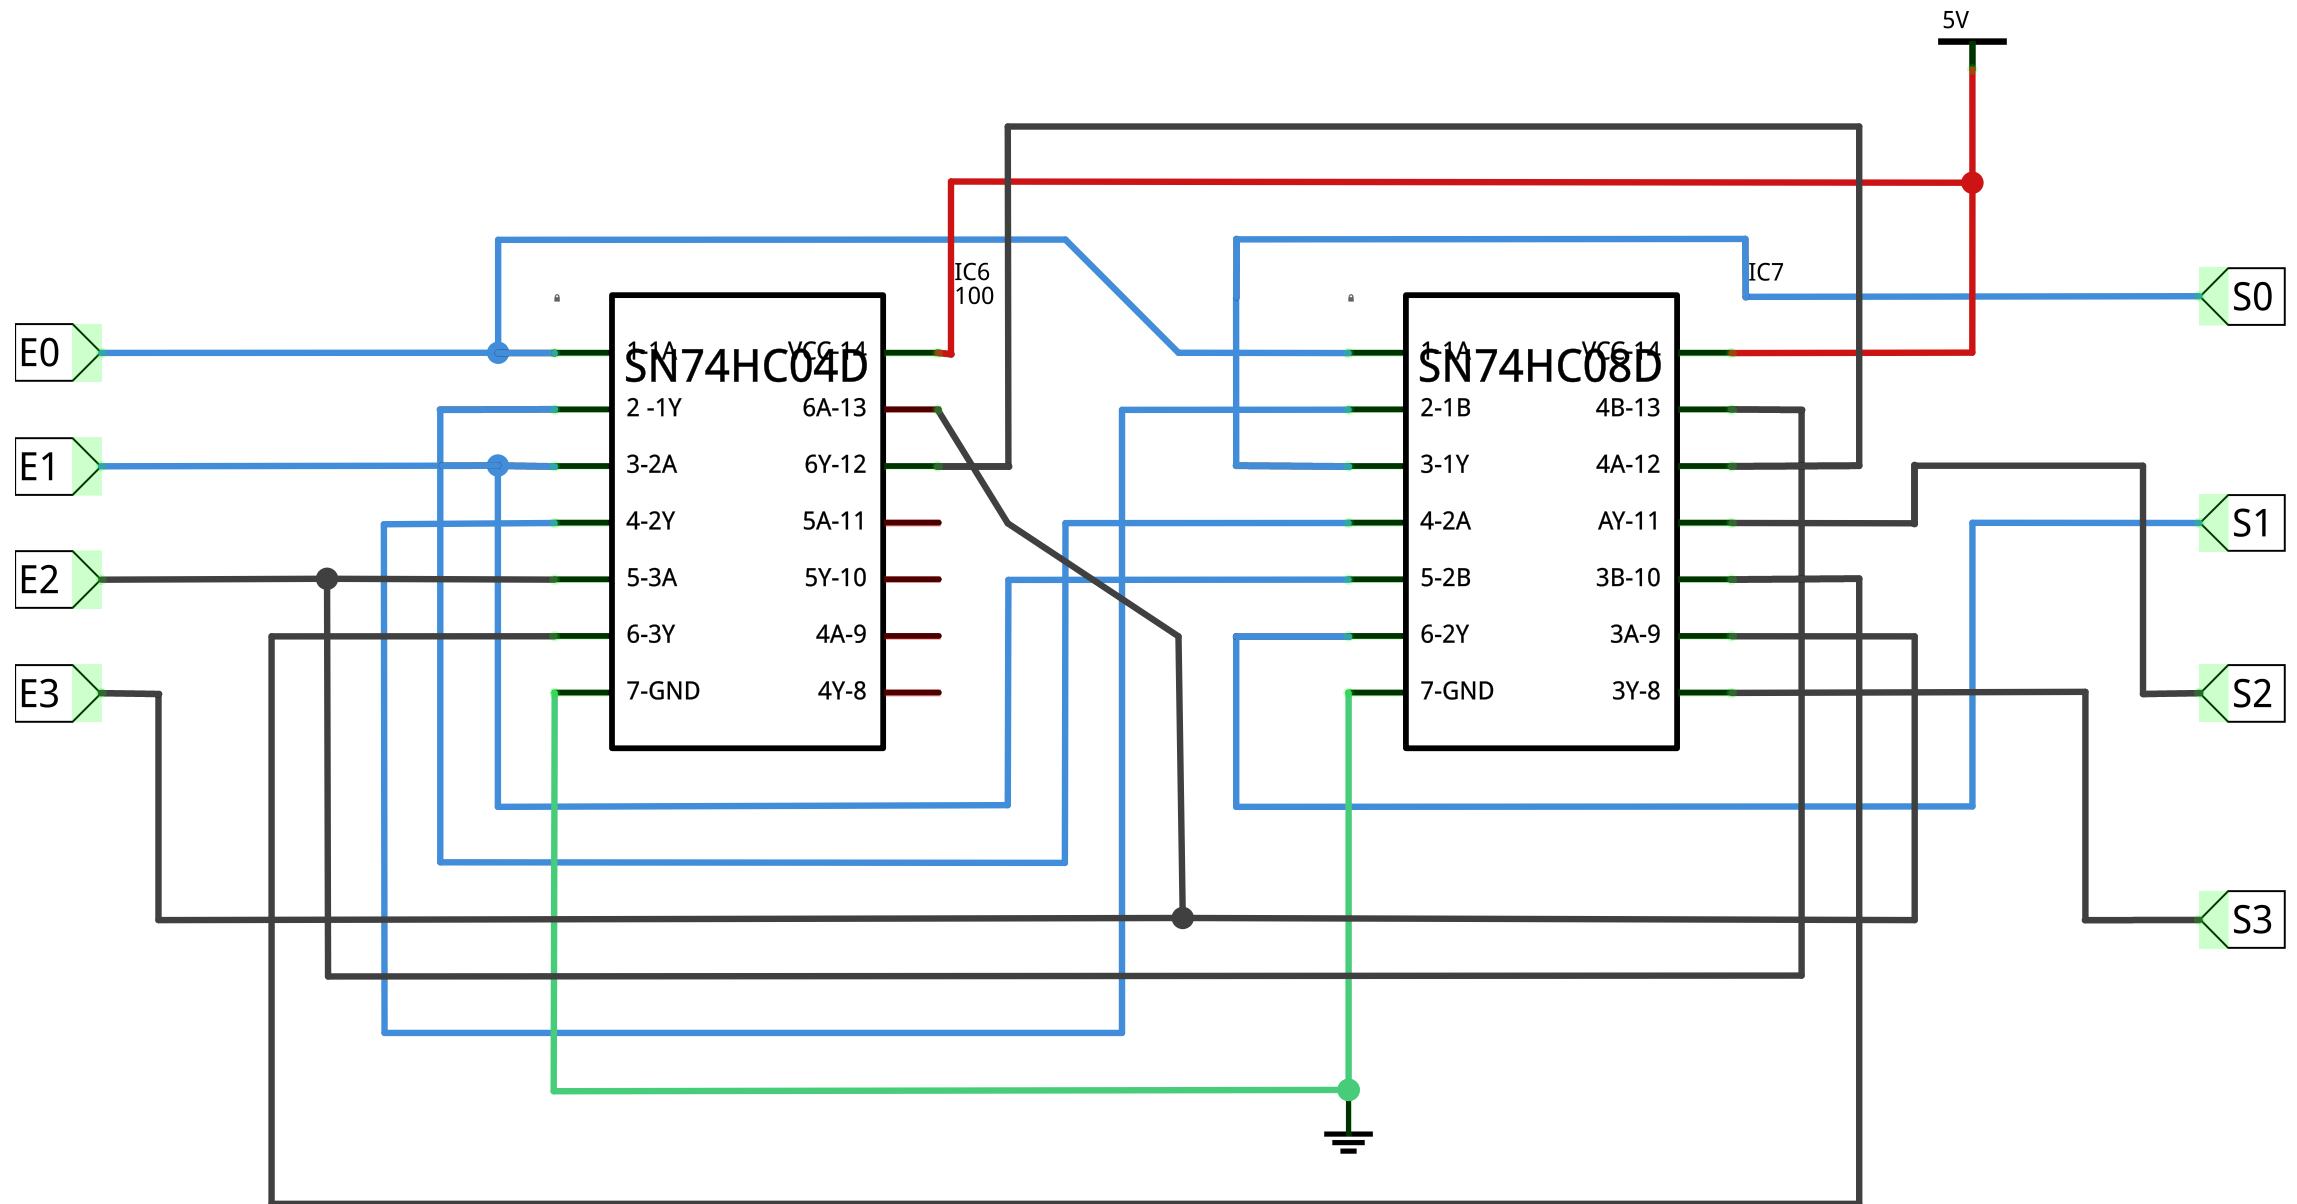 5V
IC6
100
IC7
S0
E0
1-1A
VCC-14
SN74HC04D
2 -1Y
6A-13
E1
3-2A
6Y-12
4-2Y
5A-11
E2
5-3A
5Y-10
6-3Y
4A-9
E3
7-GND
4Y-8
1-1A
VCC-14
SN74HC08D
2-1B
4B-13
3-1Y
4A-12
4-2A
AY-11
S1
5-2B
3B-10
6-2Y
3A-9
7-GND
3Y-8
S2
S3